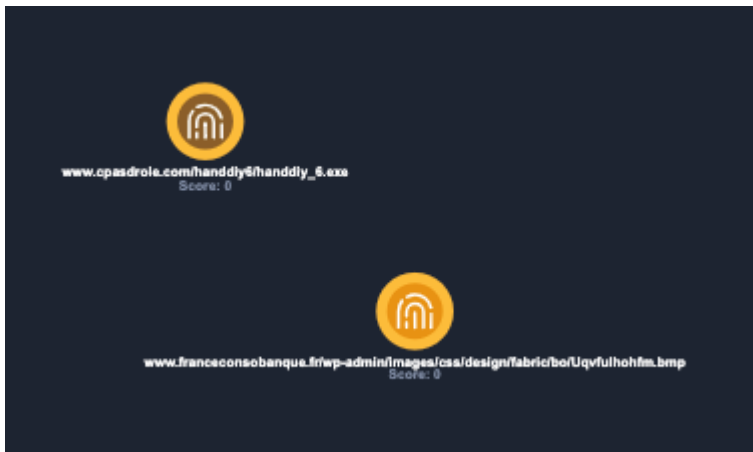 www.cpasdrole.com/handdly6/handdly_6.exe
Score: 0
www.franceconsobanque.fr/wp-admin/images/css/design/fabric/bo/Uqvfulhohfm.bmp
Score: 0